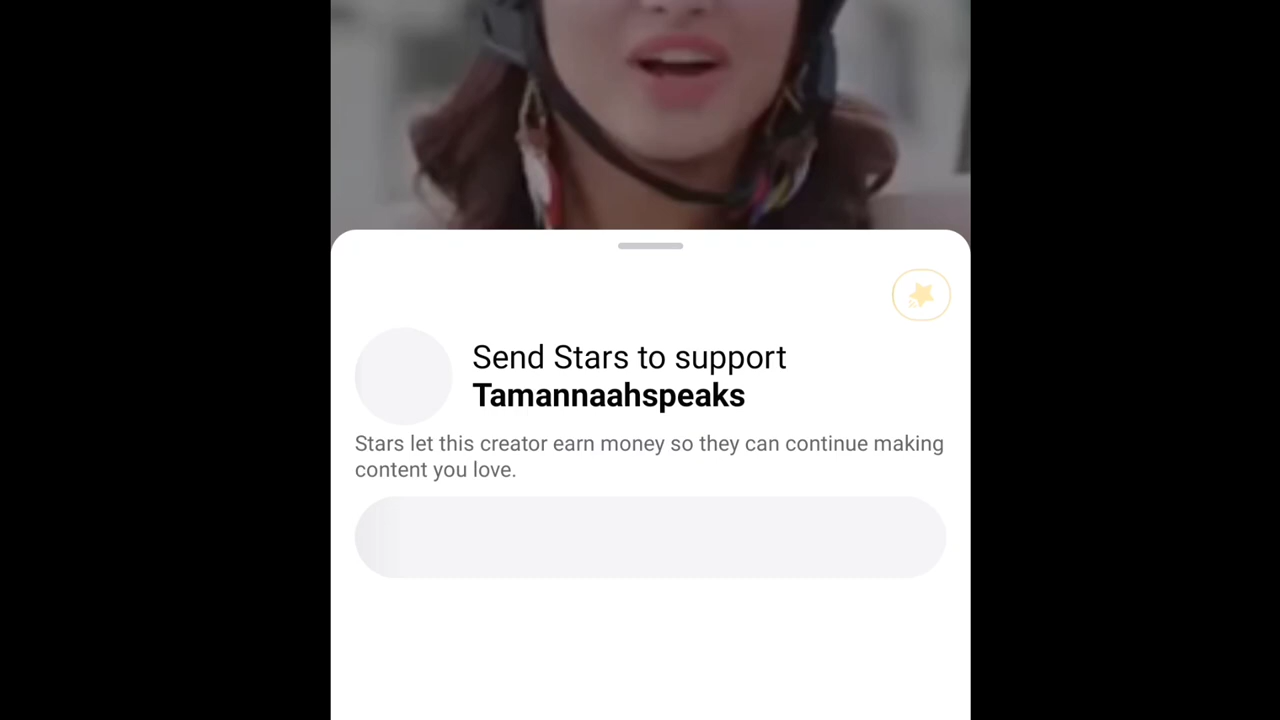 Send Stars to support
Tamannaahspeaks
Stars let this creator earn money so they can continue making
content you love.